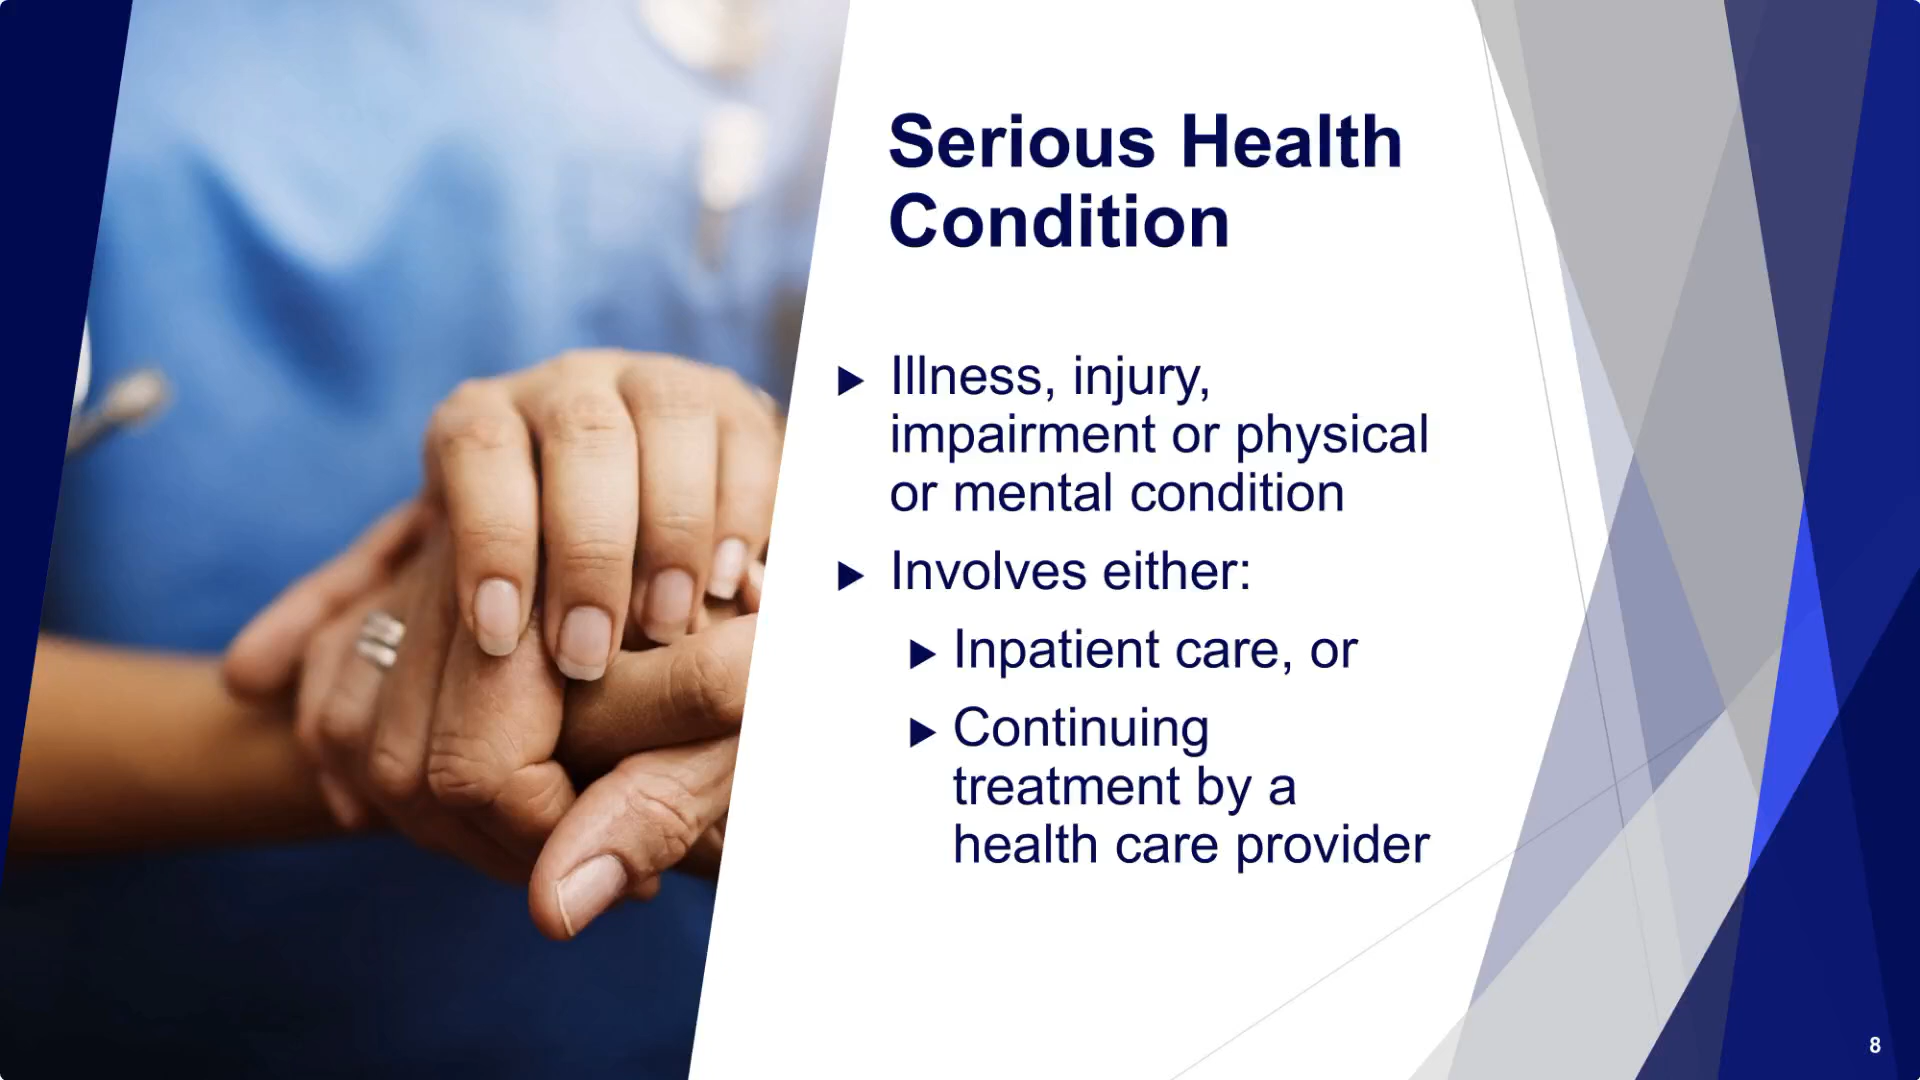 Serious Health
Condition
Illness, injury,
impairment or physical
or mental condition
Involves either:
Inpatient care, or
Continuing
treatment by a
health care provider
8